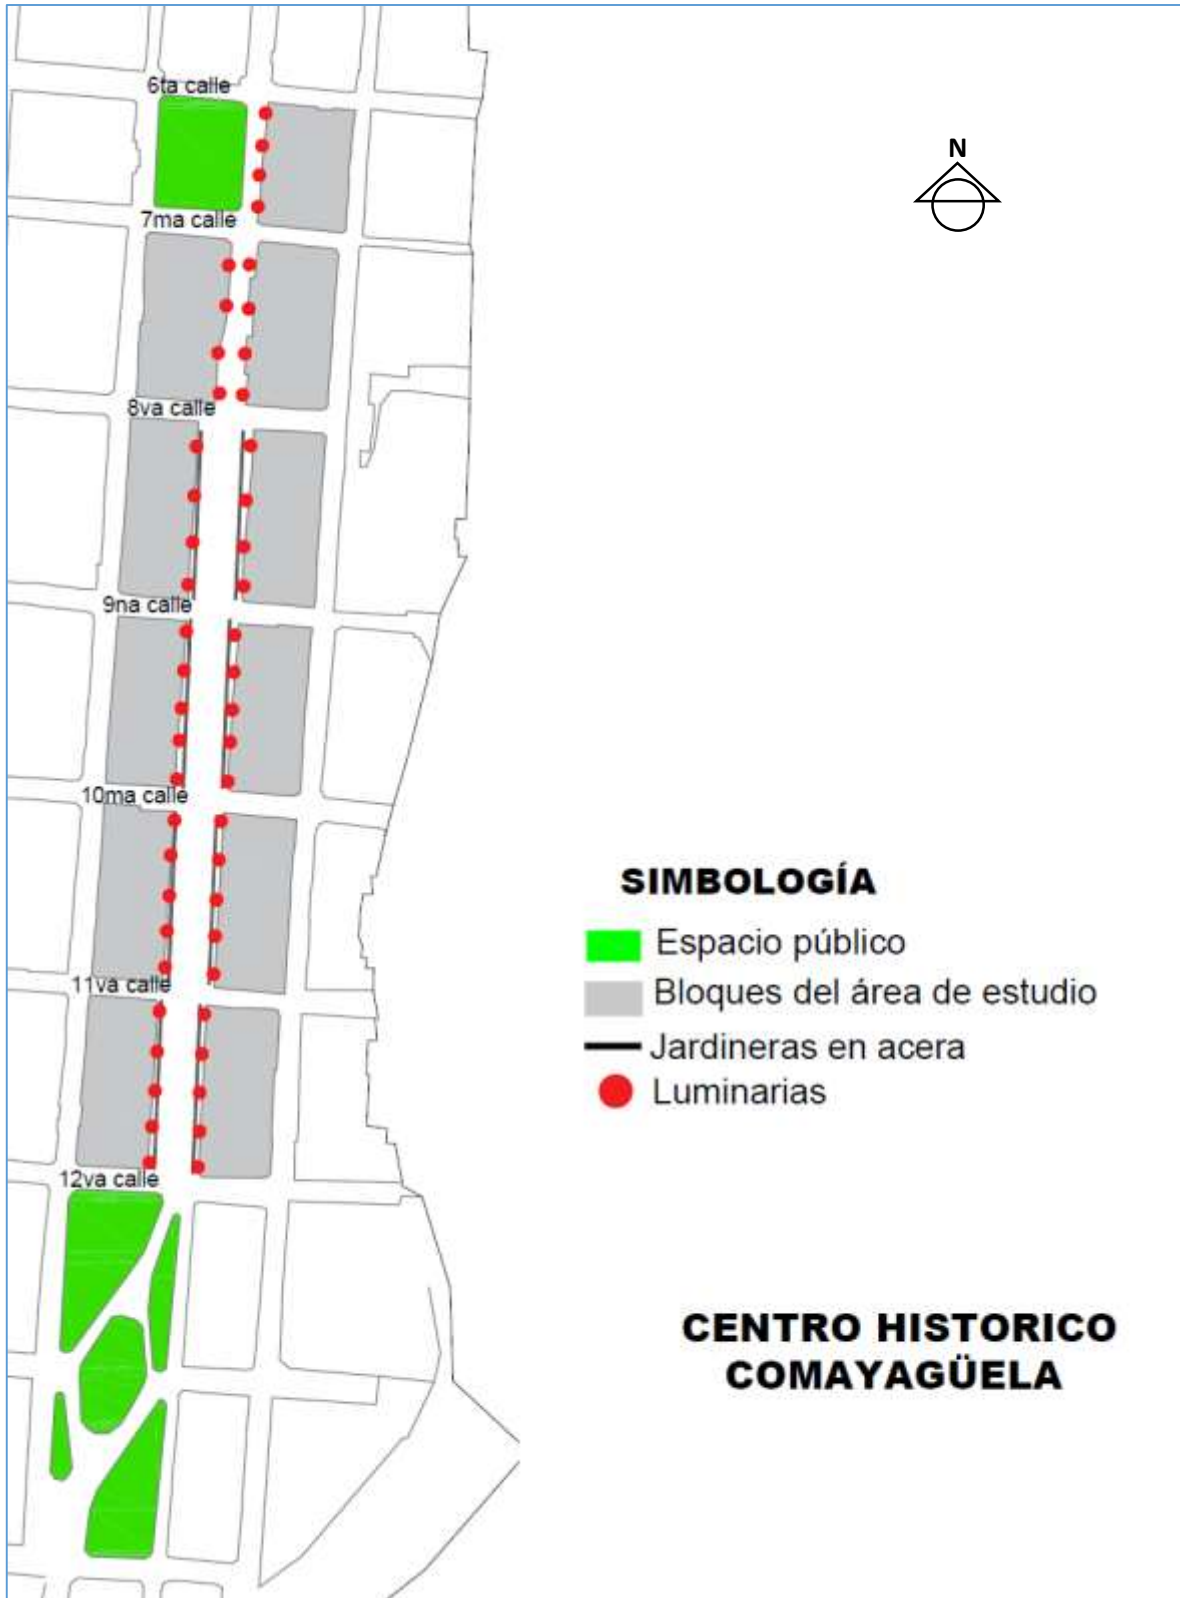 6ta calle
N
7ma calle
8va calle
9na calle
10ma calle
SIMBOLOGÍA
Espacio público
11va calle
Bloques del área de estudio
Jardineras en acera
Luminarias
12va calle
CENTRO HISTORICO
COMAYAGÜELA